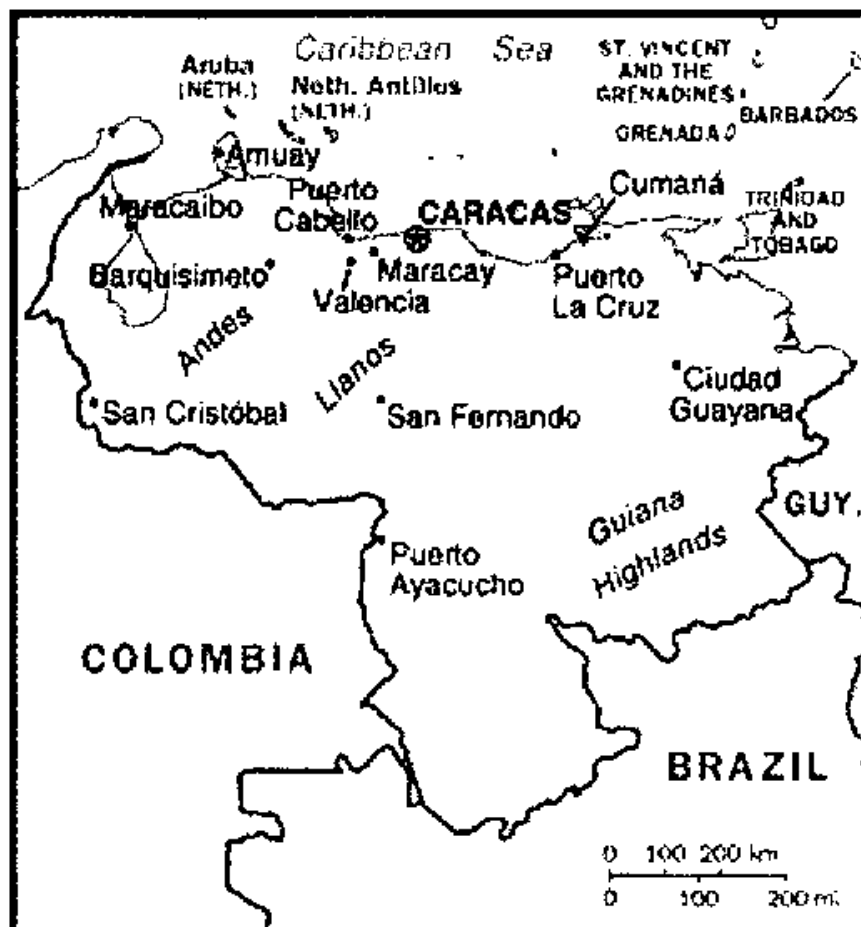 Caribbean Sea
ST. VINCENT
AND THE
GRENADINES
BARBADOS
GRENADA
Aruba
(NETH.)
Neth. Antilles
(NETH.)
Amuay
Puerto
Cabello
CARACAS
Cumaná
TRINIDAD
AND
TOBAGO
Maracaibo
Barquisimeto
Maracay
Valencia
Puerto
La Cruz
Andes
Llanos
San Cristóbal
San Fernando
Ciudad
Guayana
GUY.
Guiana
Highlands
Puerto
Ayacucho
COLOMBIA
BRAZIL
0 100 200 km
0 100 200 mi